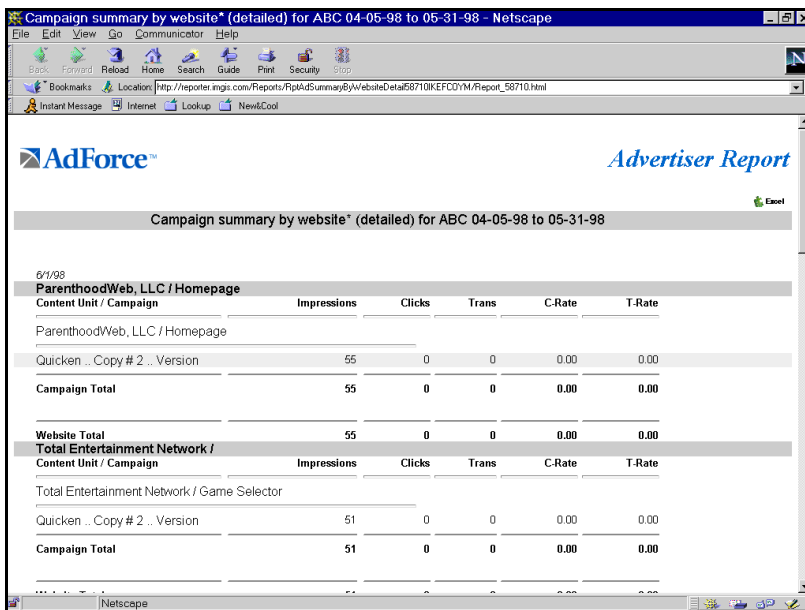 Campaign summary by website* (detailed) for ABC 04-05-98 to 05-31-98 - Netscape
File Edit View Go Communicator Help
Back Forward Reload Home Search Guide Print Security Stop
Bookmarks Location: http://reporter.imgis.com/Reports/RptAdSummaryByWebsiteDetail58710IKEFCOYM/Report_58710.html
Instant Message Internet Lookup New&Cool
AdForce™ Advertiser Report
Excel
Campaign summary by website* (detailed) for ABC 04-05-98 to 05-31-98
6/1/98
ParenthoodWeb, LLC / Homepage
Content Unit / Campaign Impressions Clicks Trans C-Rate T-Rate
ParenthoodWeb, LLC / Homepage
Quicken .. Copy # 2 .. Version 55 0 0 0.00 0.00
Campaign Total 55 0 0 0.00 0.00
Website Total 55 0 0 0.00 0.00
Total Entertainment Network /
Content Unit / Campaign Impressions Clicks Trans C-Rate T-Rate
Total Entertainment Network / Game Selector
Quicken .. Copy # 2 .. Version 51 0 0 0.00 0.00
Campaign Total 51 0 0 0.00 0.00
Netscape